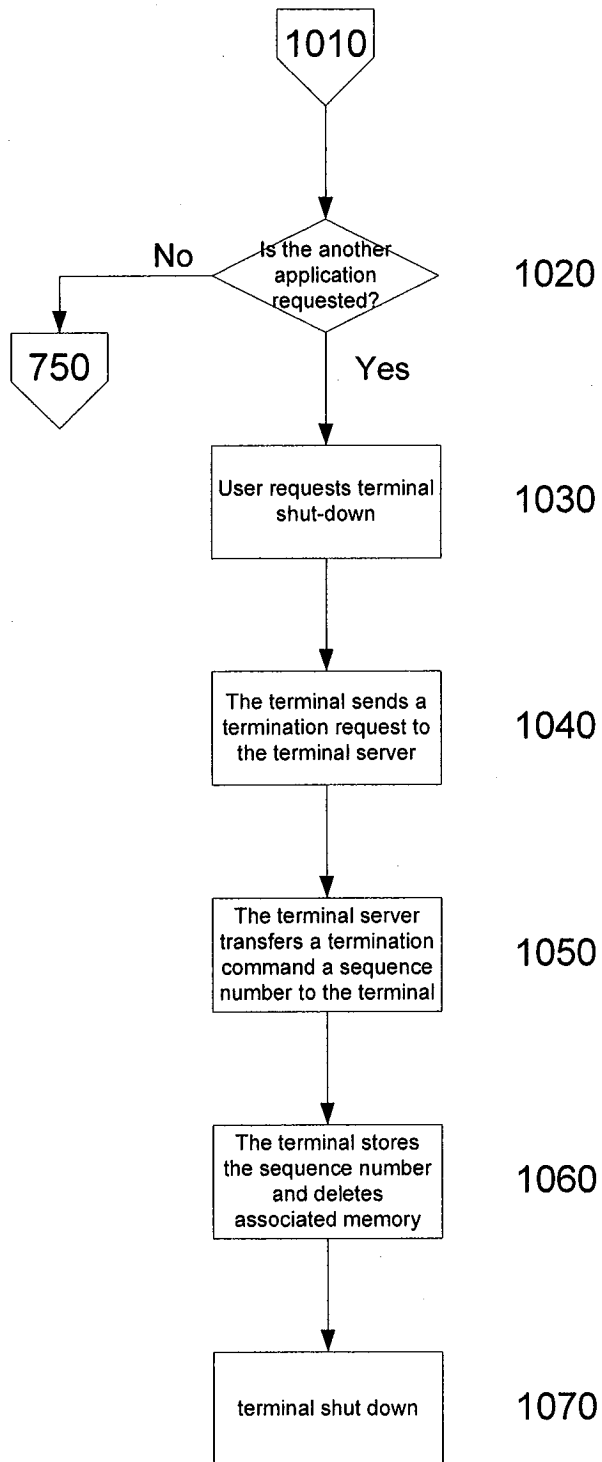 1010
Is the another
application
requested?
1020
No
750
Yes
User requests terminal
shut-down
1030
The terminal sends a
termination request to
the terminal server
1040
The terminal server
transfers a termination
command a sequence
number to the terminal
1050
The terminal stores
the sequence number
and deletes
associated memory
1060
terminal shut down
1070